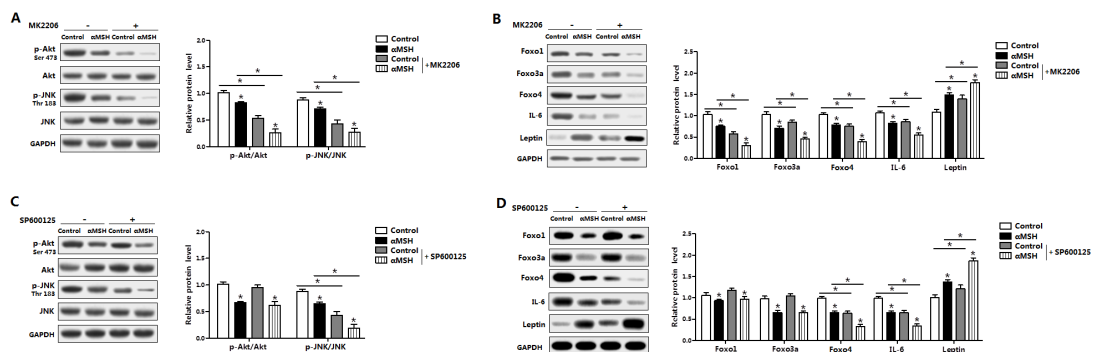 A
MK2206
-
+
Control αMSH Control αMSH
p-Akt
Ser 473
Akt
p-JNK
Thr 183
JNK
GAPDH
Relative protein level
2.0
1.5
1.0
0.5
0.0
* * * * * *
p-Akt/Akt p-JNK/JNK
Control
αMSH
Control
αMSH
+MK2206
B
MK2206
-
+
Control αMSH Control αMSH
Foxo1
Foxo3a
Foxo4
IL-6
Leptin
GAPDH
Relative protein level
2.5
2.0
1.5
1.0
0.5
0.0
Foxo1 Foxo3a Foxo4 IL-6 Leptin
Control
αMSH
Control
αMSH
+MK2206
C
SP600125
-
+
Control αMSH Control αMSH
p-Akt
Ser 473
Akt
p-JNK
Thr 183
JNK
GAPDH
Relative protein level
2.0
1.5
1.0
0.5
0.0
p-Akt/Akt p-JNK/JNK
Control
αMSH
Control
αMSH
+SP600125
D
SP600125
-
+
Control αMSH Control αMSH
Foxo1
Foxo3a
Foxo4
IL-6
Leptin
GAPDH
Relative protein level
2.5
2.0
1.5
1.0
0.5
0.0
Foxo1 Foxo3a Foxo4 IL-6 Leptin
Control
αMSH
Control
αMSH
+ SP600125